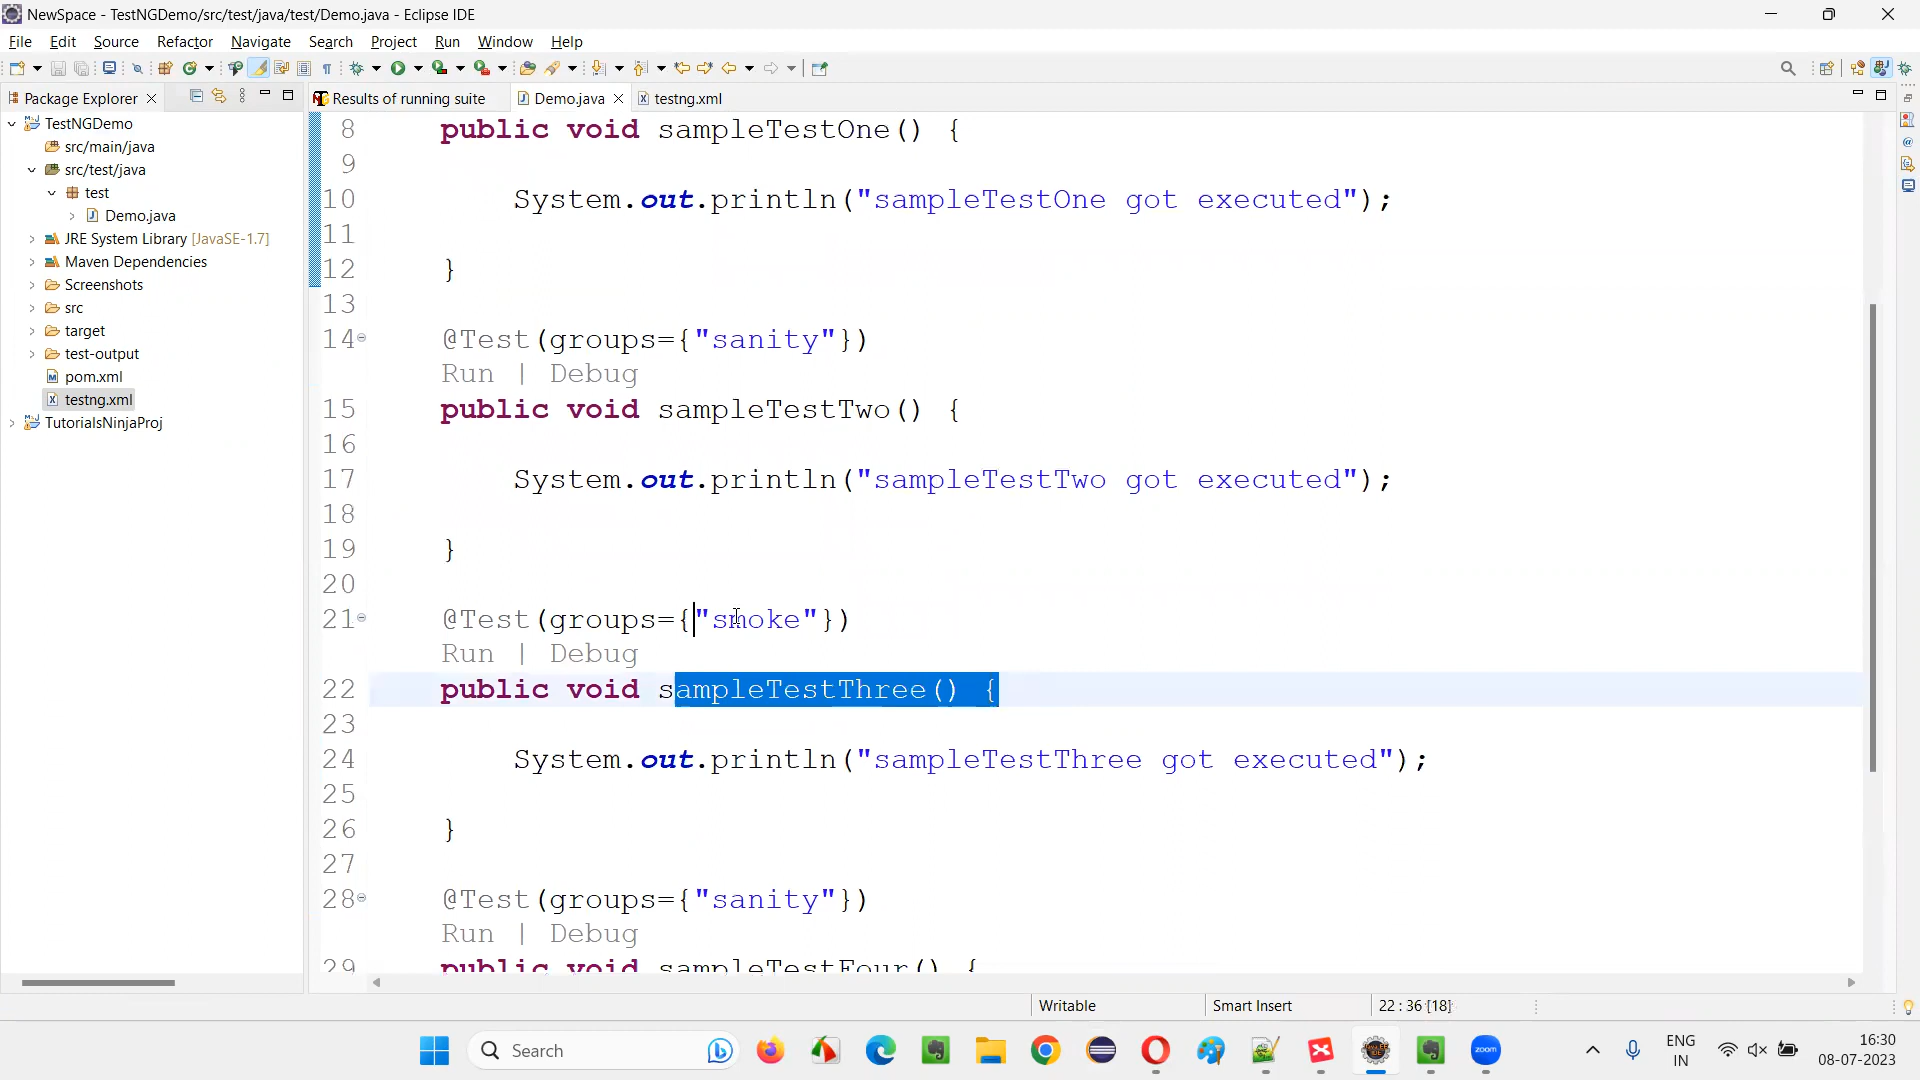 NewSpace - TestNGDemo/src/test/java/test/Demo.java - Eclipse IDE
File Edit Source Refactor Navigate Search Project Run Window Help
Package Explorer
Results of running suite
Demo.java
testng.xml
TestNGDemo
src/main/java
src/test/java
test
Demo.java
JRE System Library [JavaSE-1.7]
Maven Dependencies
Screenshots
src
target
test-output
pom.xml
testng.xml
TutorialsNinjaProj
8 public void sampleTestOne() {
9
10 System.out.println("sampleTestOne got executed");
11
12 }
13
14 @Test(groups={"sanity"})
Run | Debug
15 public void sampleTestTwo() {
16
17 System.out.println("sampleTestTwo got executed");
18
19 }
20
21 @Test(groups={"smoke"})
Run | Debug
22 public void sampleTestThree() {
23
24 System.out.println("sampleTestThree got executed");
25
26 }
27
28 @Test(groups={"sanity"})
Run | Debug
29 public void sampleTestFour() {
Writable
Smart Insert
22 : 36 [18]
Search
zoom
ENG
IN
16:30
08-07-2023